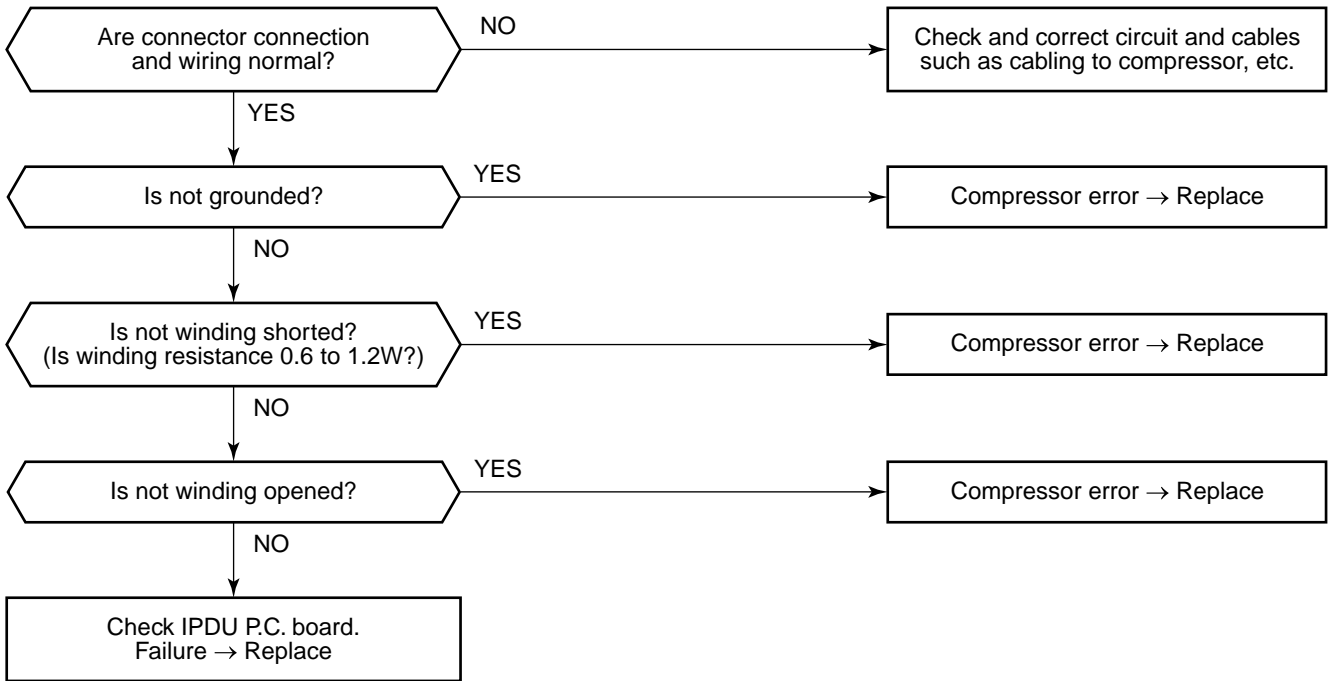 Are connector connection
and wiring normal?
NO
Check and correct circuit and cables
such as cabling to compressor, etc.
YES
Is not grounded?
YES
Compressor error → Replace
NO
Is not winding shorted?
(Is winding resistance 0.6 to 1.2W?)
YES
Compressor error → Replace
NO
Is not winding opened?
YES
Compressor error → Replace
NO
Check IPDU P.C. board.
Failure → Replace